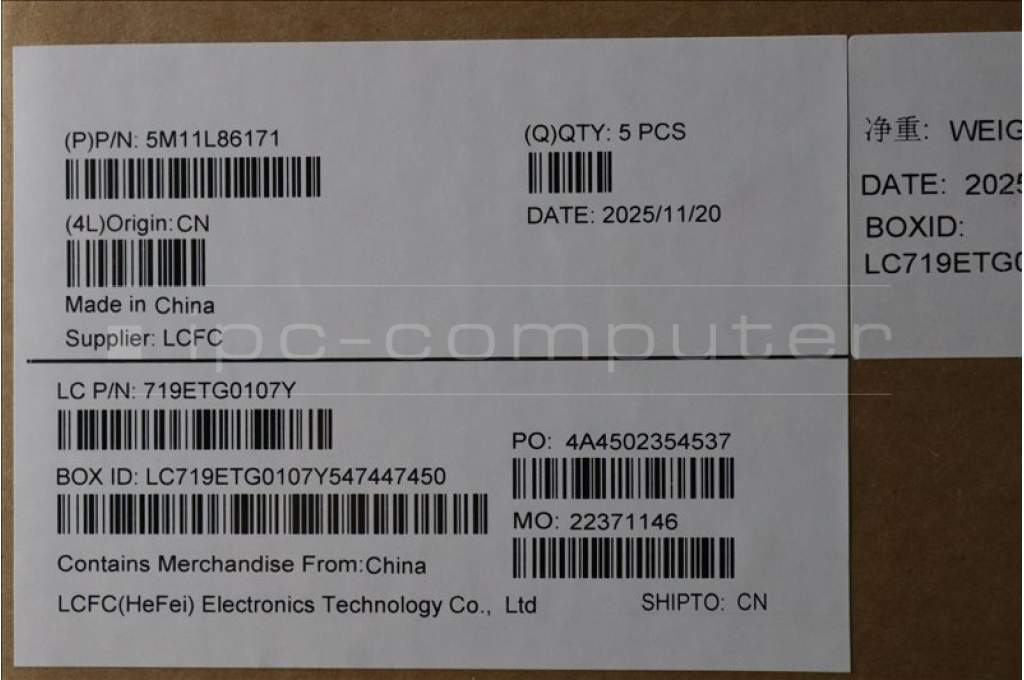 (P)P/N: 5M11L86171
(Q)QTY: 5 PCS
(4L)Origin:CN
DATE: 2025/11/20
Made in China
Supplier: LCFC
ipc-computer
LC P/N: 719ETG0107Y
PO: 4A4502354537
BOX ID: LC719ETG0107Y547447450
MO: 22371146
Contains Merchandise From:China
LCFC(HeFei) Electronics Technology Co., Ltd
SHIPTO: CN
净重: WEIG
DATE: 2025
BOXID:
LC719ETG0